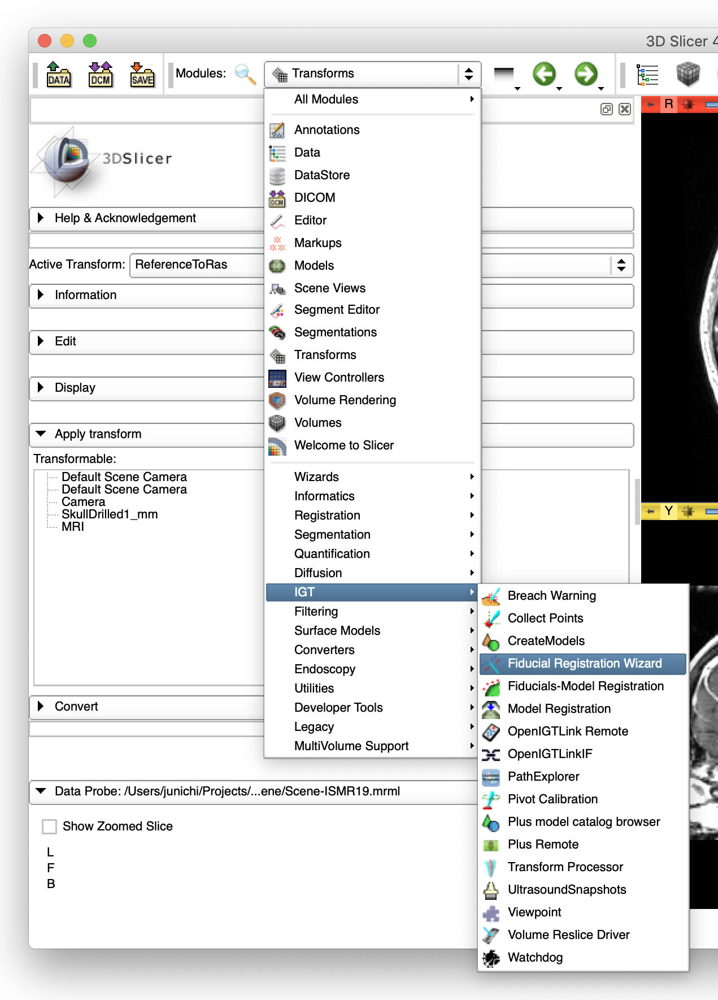 3D Slicer 4
DATA
DCM
SAVE
Modules:
Transforms
All Modules
Annotations
Data
DataStore
DICOM
Editor
Markups
Models
Scene Views
Segment Editor
Segmentations
Transforms
View Controllers
Volume Rendering
Volumes
Welcome to Slicer
Wizards
Informatics
Registration
Segmentation
Quantification
Diffusion
IGT
Filtering
Surface Models
Converters
Endoscopy
Utilities
Developer Tools
Legacy
MultiVolume Support
Breach Warning
Collect Points
CreateModels
Fiducial Registration Wizard
Fiducials-Model Registration
Model Registration
OpenIGTLink Remote
OpenIGTLinkIF
PathExplorer
Pivot Calibration
Plus model catalog browser
Plus Remote
Transform Processor
UltrasoundSnapshots
Viewpoint
Volume Reslice Driver
Watchdog
3DSlicer
Help & Acknowledgement
Active Transform: ReferenceToRas
Information
Edit
Display
Apply transform
Transformable:
Default Scene Camera
Default Scene Camera
Camera
SkullDrilled1_mm
MRI
Convert
Data Probe: /Users/junichi/Projects/...ene/Scene-ISMR19.mrml
Show Zoomed Slice
L
F
B
R
Y